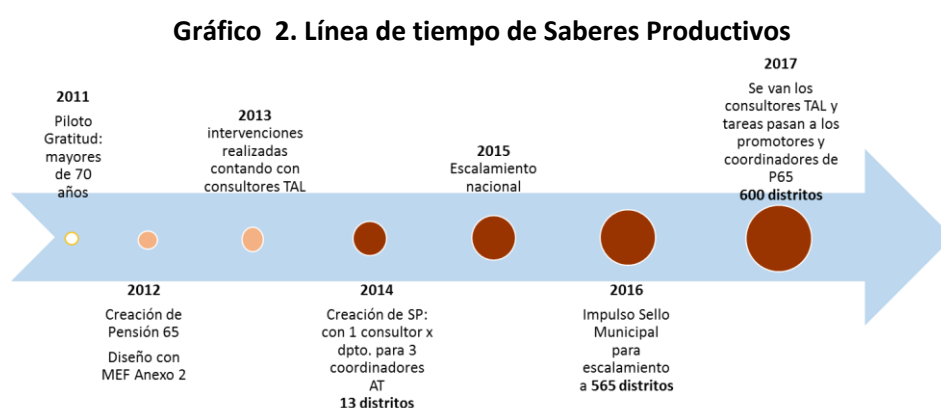 Gráfico 2. Línea de tiempo de Saberes Productivos
2011
Piloto
Gratitud:
mayores
de 70
años
2012
Creación de
Pensión 65
Diseño con
MEF Anexo 2
2013
intervenciones
realizadas
contando con
consultores TAL
2014
Creación de SP:
con 1 consultor x
dpto. para 3
coordinadores
AT
13 distritos
2015
Escalamiento
nacional
2016
Impulso Sello
Municipal
para
escalamiento
a 565 distritos
2017
Se van los
consultores TAL y
tareas pasan a los
promotores y
coordinadores de
P65
600 distritos